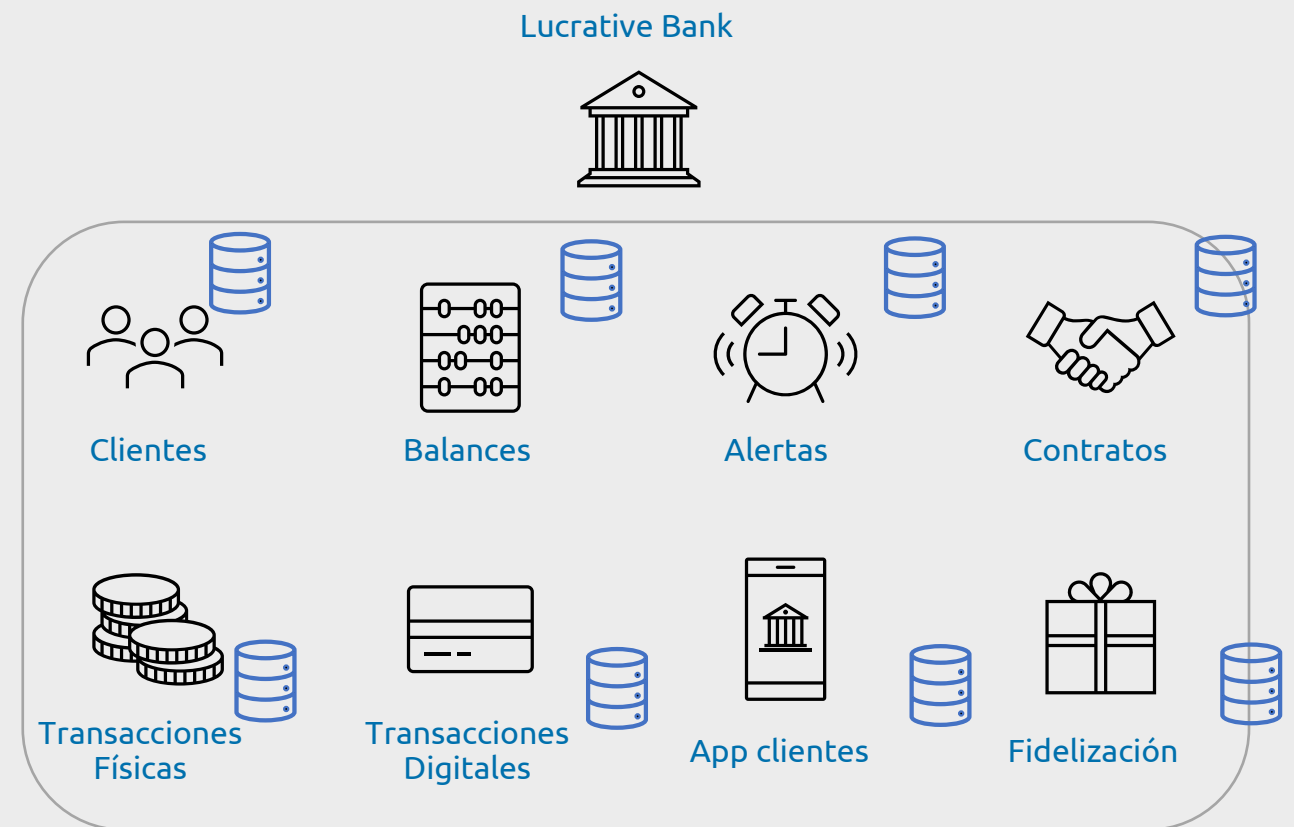 Lucrative Bank
Clientes
Balances
Alertas
Contratos
Transacciones
Físicas
Transacciones
Digitales
App clientes
Fidelización